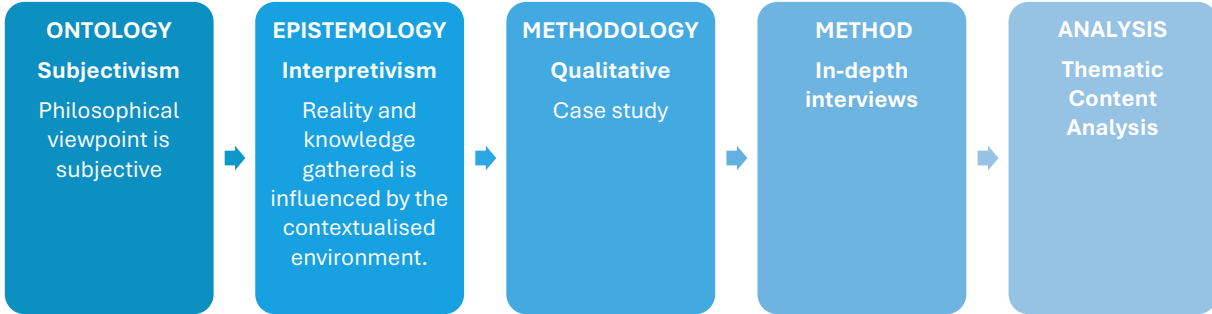 ONTOLOGY
Subjectivism
Philosophical
viewpoint is
subjective
EPISTEMOLOGY
Interpretivism
Reality and
knowledge
gathered is
influenced by the
contextualised
environment.
METHODOLOGY
Qualitative
Case study
METHOD
In-depth
interviews
ANALYSIS
Thematic
Content
Analysis